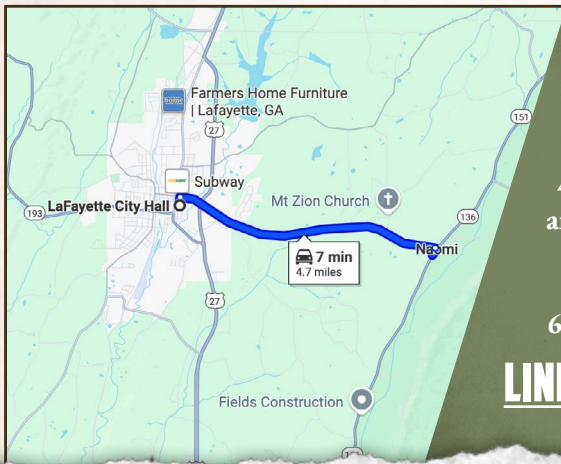 home
Farmers Home Furniture
| Lafayette, GA
27
151
Subway
LaFayette City Hall
193
Mt Zion Church
136
Naomi
7 min
4.7 miles
27
Fields Construction
LIN